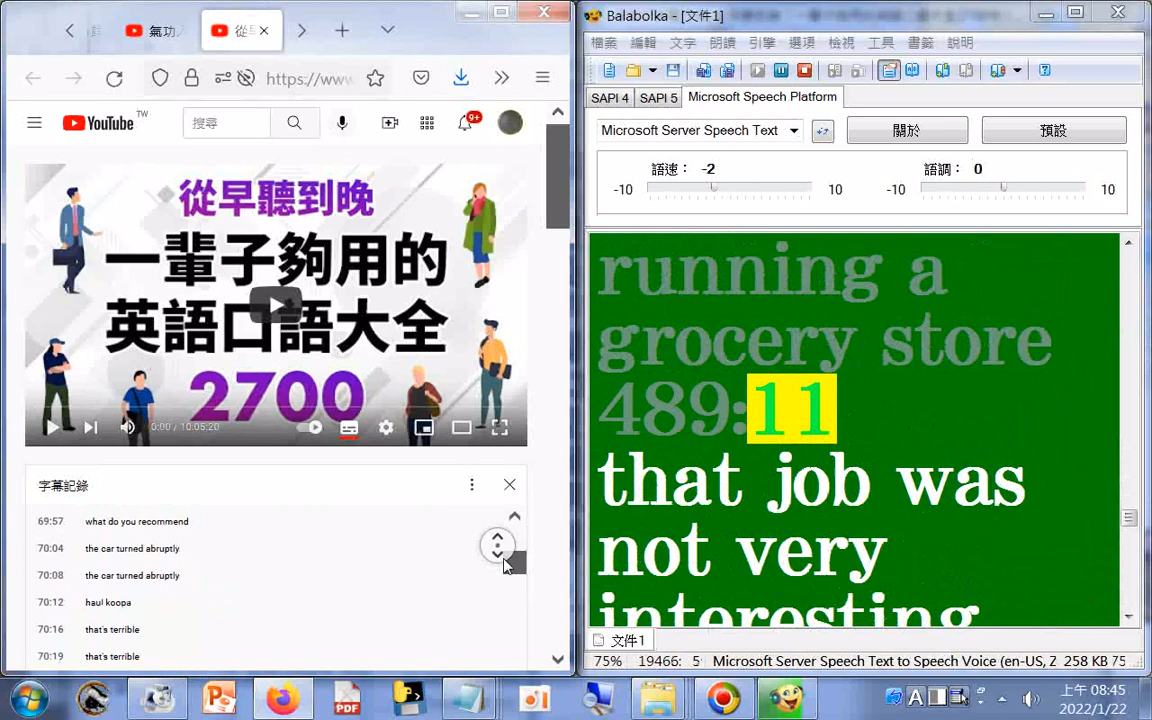 氣功
從
https://www
YouTube TW
搜尋
9+
從早聽到晚
一輩子夠用的
英語口語大全
2700
0:00 / 10:05:20
字幕記錄
69:57 what do you recommend
70:04 the car turned abruptly
70:08 the car turned abruptly
70:12 haul koopa
70:16 that's terrible
70:19 that's terrible
Balabolka - [文件1]
檔案 編輯 文字 朗讀 引擎 選項 檢視 工具 書籤 說明
SAPI 4 SAPI 5 Microsoft Speech Platform
Microsoft Server Speech Text 關於 預設
語速: -2 語調: 0
-10 10 -10 10
running a
grocery store
489:11
that job was
not very
interesting
文件1
75% 19466: 5 Microsoft Server Speech Text to Speech Voice (en-US, Z 258 KB 75
PDF
A
上午 08:45
2022/1/22